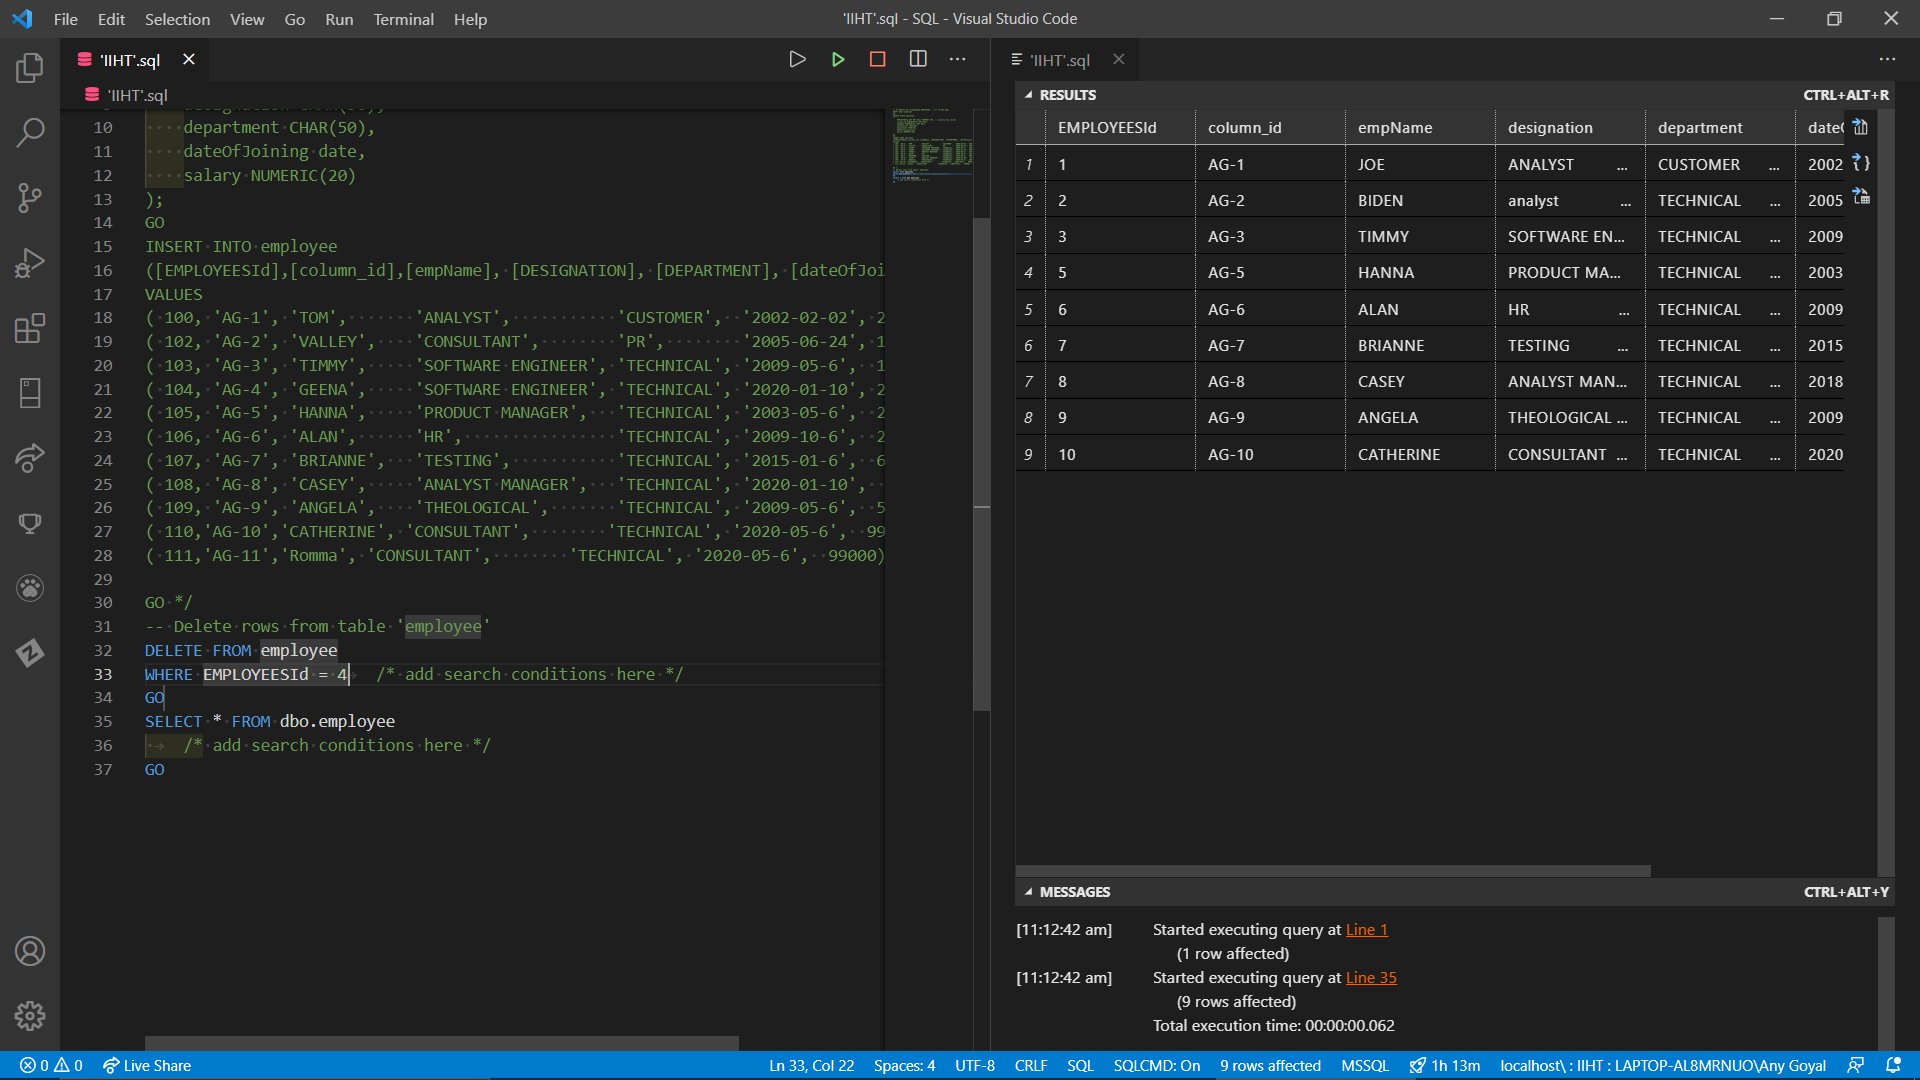 File Edit Selection View Go Run Terminal Help
'IIHT'.sql - SQL - Visual Studio Code
'IIHT'.sql
'IIHT'.sql
10 department CHAR(50),
11 dateOfJoining date,
12 salary NUMERIC(20)
13 );
14 GO
15 INSERT INTO employee
16 ([EMPLOYEESId],[column_id],[empName], [DESIGNATION], [DEPARTMENT], [dateOfJoi
17 VALUES
18 ( 100, 'AG-1', 'TOM', 'ANALYST', 'CUSTOMER', '2002-02-02', 2
19 ( 102, 'AG-2', 'VALLEY', 'CONSULTANT', 'PR', '2005-06-24', 1
20 ( 103, 'AG-3', 'TIMMY', 'SOFTWARE ENGINEER', 'TECHNICAL', '2009-05-6', 1
21 ( 104, 'AG-4', 'GEENA', 'SOFTWARE ENGINEER', 'TECHNICAL', '2020-01-10', 2
22 ( 105, 'AG-5', 'HANNA', 'PRODUCT MANAGER', 'TECHNICAL', '2003-05-6', 2
23 ( 106, 'AG-6', 'ALAN', 'HR', 'TECHNICAL', '2009-10-6', 2
24 ( 107, 'AG-7', 'BRIANNE', 'TESTING', 'TECHNICAL', '2015-01-6', 6
25 ( 108, 'AG-8', 'CASEY', 'ANALYST MANAGER', 'TECHNICAL', '2020-01-10',
26 ( 109, 'AG-9', 'ANGELA', 'THEOLOGICAL', 'TECHNICAL', '2009-05-6', 5
27 ( 110,'AG-10','CATHERINE', 'CONSULTANT', 'TECHNICAL', '2020-05-6', 99
28 ( 111,'AG-11','Romma', 'CONSULTANT', 'TECHNICAL', '2020-05-6', 99000)
29
30 GO */
31 -- Delete rows from table 'employee'
32 DELETE FROM employee
33 WHERE EMPLOYEESId = 4 /* add search conditions here */
34 GO
35 SELECT * FROM dbo.employee
36 /* add search conditions here */
37 GO
'IIHT'.sql
RESULTS CTRL+ALT+R
EMPLOYEESId column_id empName designation department date
1 1 AG-1 JOE ANALYST ... CUSTOMER ... 2002
2 2 AG-2 BIDEN analyst ... TECHNICAL ... 2005
3 3 AG-3 TIMMY SOFTWARE EN... TECHNICAL ... 2009
4 5 AG-5 HANNA PRODUCT MA... TECHNICAL ... 2003
5 6 AG-6 ALAN HR ... TECHNICAL ... 2009
6 7 AG-7 BRIANNE TESTING ... TECHNICAL ... 2015
7 8 AG-8 CASEY ANALYST MAN... TECHNICAL ... 2018
8 9 AG-9 ANGELA THEOLOGICAL ... TECHNICAL ... 2009
9 10 AG-10 CATHERINE CONSULTANT ... TECHNICAL ... 2020
MESSAGES CTRL+ALT+Y
[11:12:42 am] Started executing query at Line 1
(1 row affected)
[11:12:42 am] Started executing query at Line 35
(9 rows affected)
Total execution time: 00:00:00.062
0 0 Live Share Ln 33, Col 22 Spaces: 4 UTF-8 CRLF SQL SQLCMD: On 9 rows affected MSSQL 1h 13m localhost\ : IIHT : LAPTOP-AL8MRNUO\Any Goyal